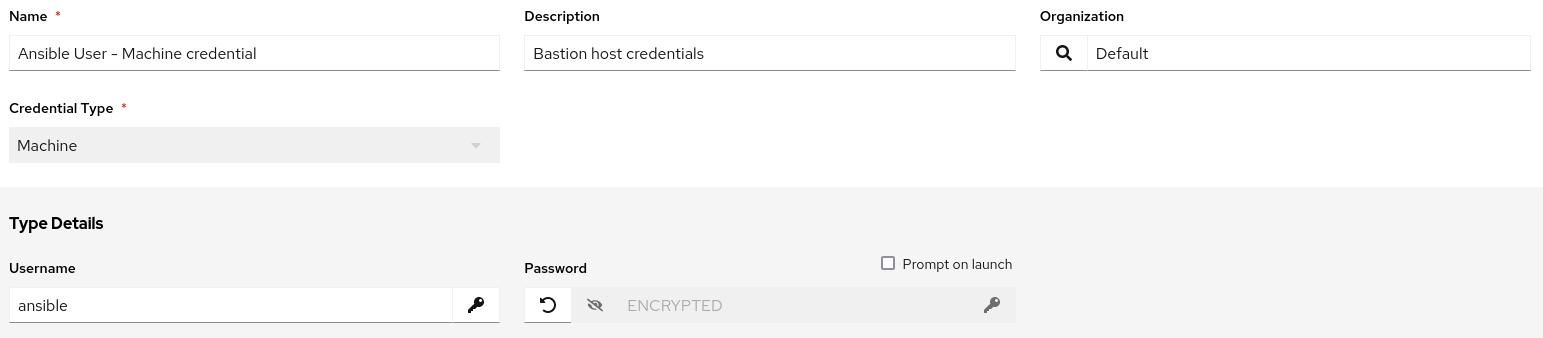 Name * Description Organization
Ansible User - Machine credential Bastion host credentials Default
Credential Type *
Machine
Type Details
Username Password Prompt on launch
ansible ENCRYPTED